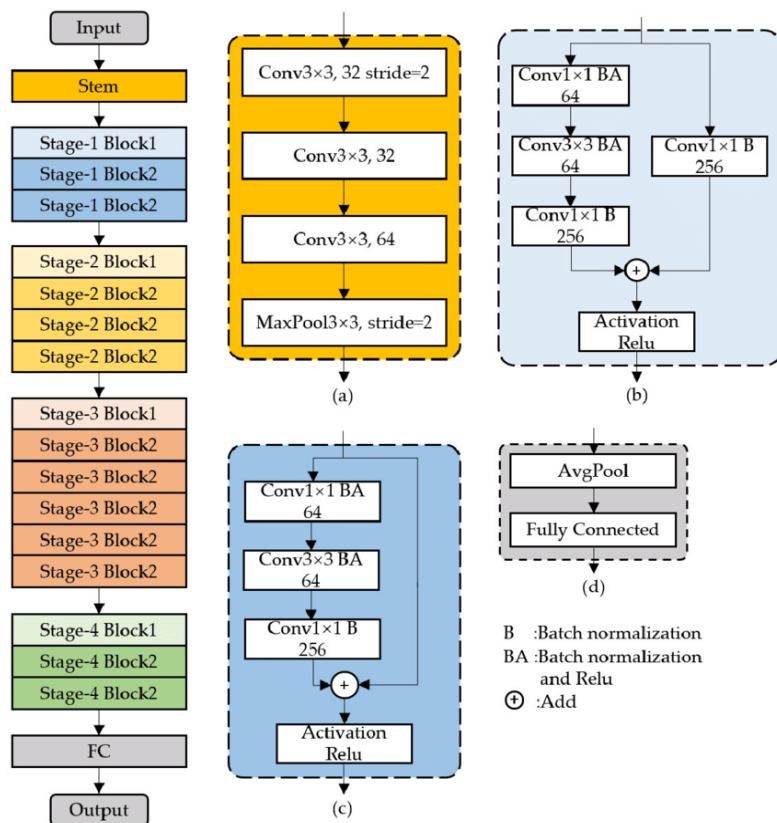 Input
Stem
Stage-1 Block1
Stage-1 Block2
Stage-1 Block2
Stage-2 Block1
Stage-2 Block2
Stage-2 Block2
Stage-2 Block2
Stage-3 Block1
Stage-3 Block2
Stage-3 Block2
Stage-3 Block2
Stage-3 Block2
Stage-3 Block2
Stage-4 Block1
Stage-4 Block2
Stage-4 Block2
FC
Output
Conv3×3, 32 stride=2
Conv3×3, 32
Conv3×3, 64
MaxPool3×3, stride=2
(a)
Conv1×1 BA
64
Conv3×3 BA
64
Conv1×1 B
256
Conv1×1 B
256
+
Activation
Relu
(b)
Conv1×1 BA
64
Conv3×3 BA
64
Conv1×1 B
256
+
Activation
Relu
(c)
AvgPool
Fully Connected
(d)
B :Batch normalization
BA :Batch normalization
and Relu
+ :Add